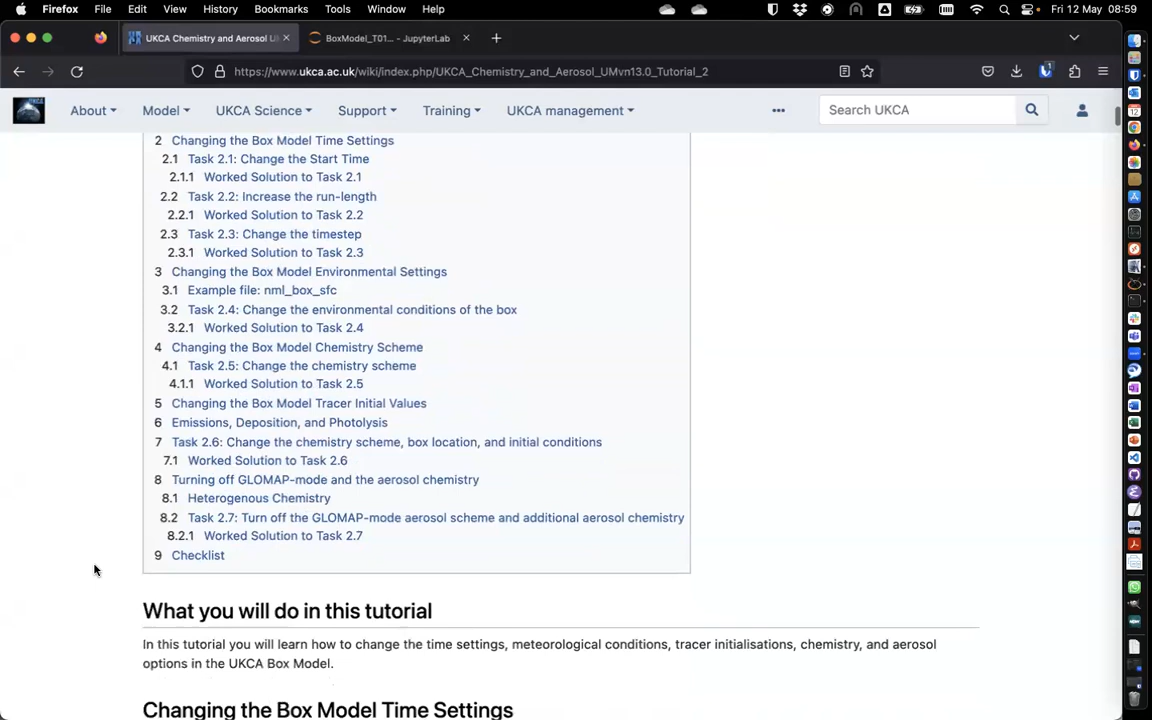 Firefox File Edit View History Bookmarks Tools Window Help Fri 12 May 08:59
UKCA Chemistry and Aerosol U BoxModel_T01... - JupyterLab
https://www.ukca.ac.uk/wiki/index.php/UKCA_Chemistry_and_Aerosol_UMvn13.0_Tutorial_2
About Model UKCA Science Support Training UKCA management Search UKCA
2 Changing the Box Model Time Settings
2.1 Task 2.1: Change the Start Time
2.1.1 Worked Solution to Task 2.1
2.2 Task 2.2: Increase the run-length
2.2.1 Worked Solution to Task 2.2
2.3 Task 2.3: Change the timestep
2.3.1 Worked Solution to Task 2.3
3 Changing the Box Model Environmental Settings
3.1 Example file: nml_box_sfc
3.2 Task 2.4: Change the environmental conditions of the box
3.2.1 Worked Solution to Task 2.4
4 Changing the Box Model Chemistry Scheme
4.1 Task 2.5: Change the chemistry scheme
4.1.1 Worked Solution to Task 2.5
5 Changing the Box Model Tracer Initial Values
6 Emissions, Deposition, and Photolysis
7 Task 2.6: Change the chemistry scheme, box location, and initial conditions
7.1 Worked Solution to Task 2.6
8 Turning off GLOMAP-mode and the aerosol chemistry
8.1 Heterogenous Chemistry
8.2 Task 2.7: Turn off the GLOMAP-mode aerosol scheme and additional aerosol chemistry
8.2.1 Worked Solution to Task 2.7
9 Checklist
What you will do in this tutorial
In this tutorial you will learn how to change the time settings, meteorological conditions, tracer initialisations, chemistry, and aerosol
options in the UKCA Box Model.
Changing the Box Model Time Settings